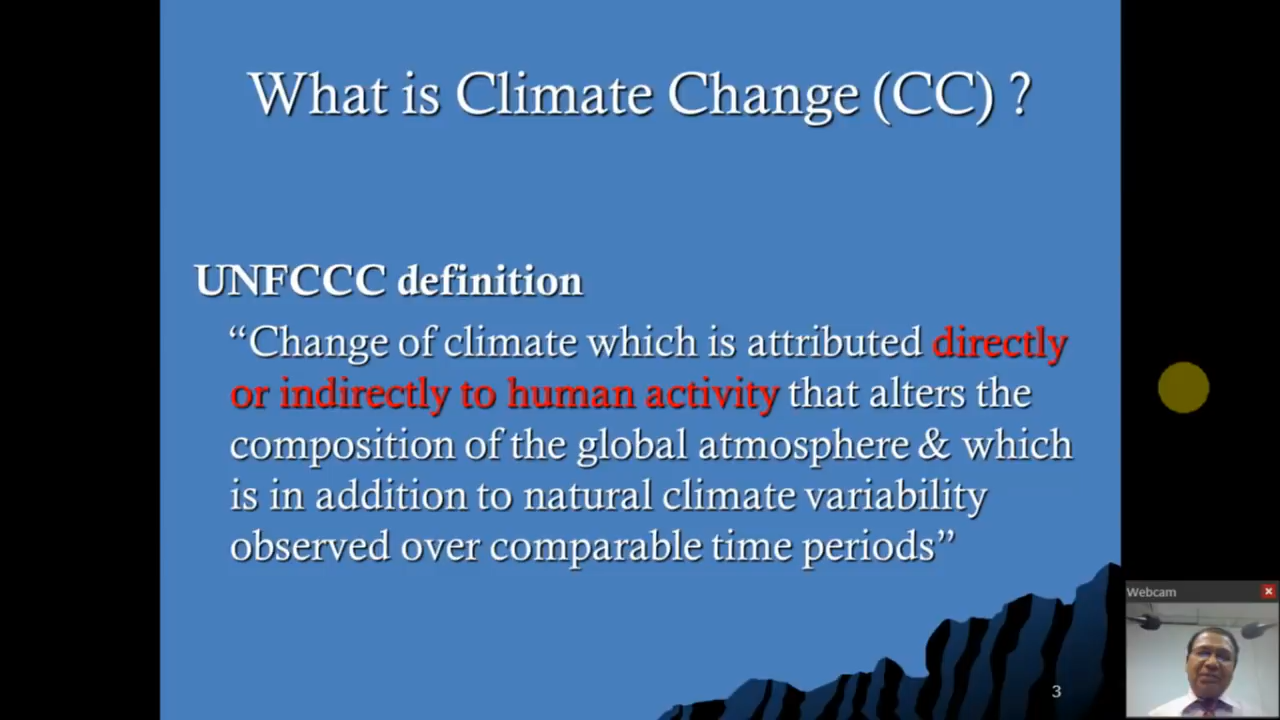 What is Climate Change (CC) ?
UNFCCC definition
“Change of climate which is attributed directly
or indirectly to human activity that alters the
composition of the global atmosphere & which
is in addition to natural climate variability
observed over comparable time periods”
3
Webcam